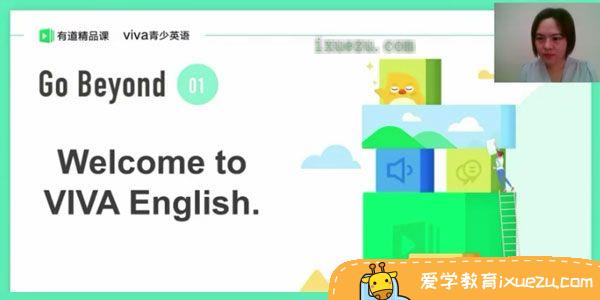 有道精品课 viva青少英语
ixuezu.com
Go Beyond 01
Welcome to
VIVA English.
爱学教育ixuezu.com